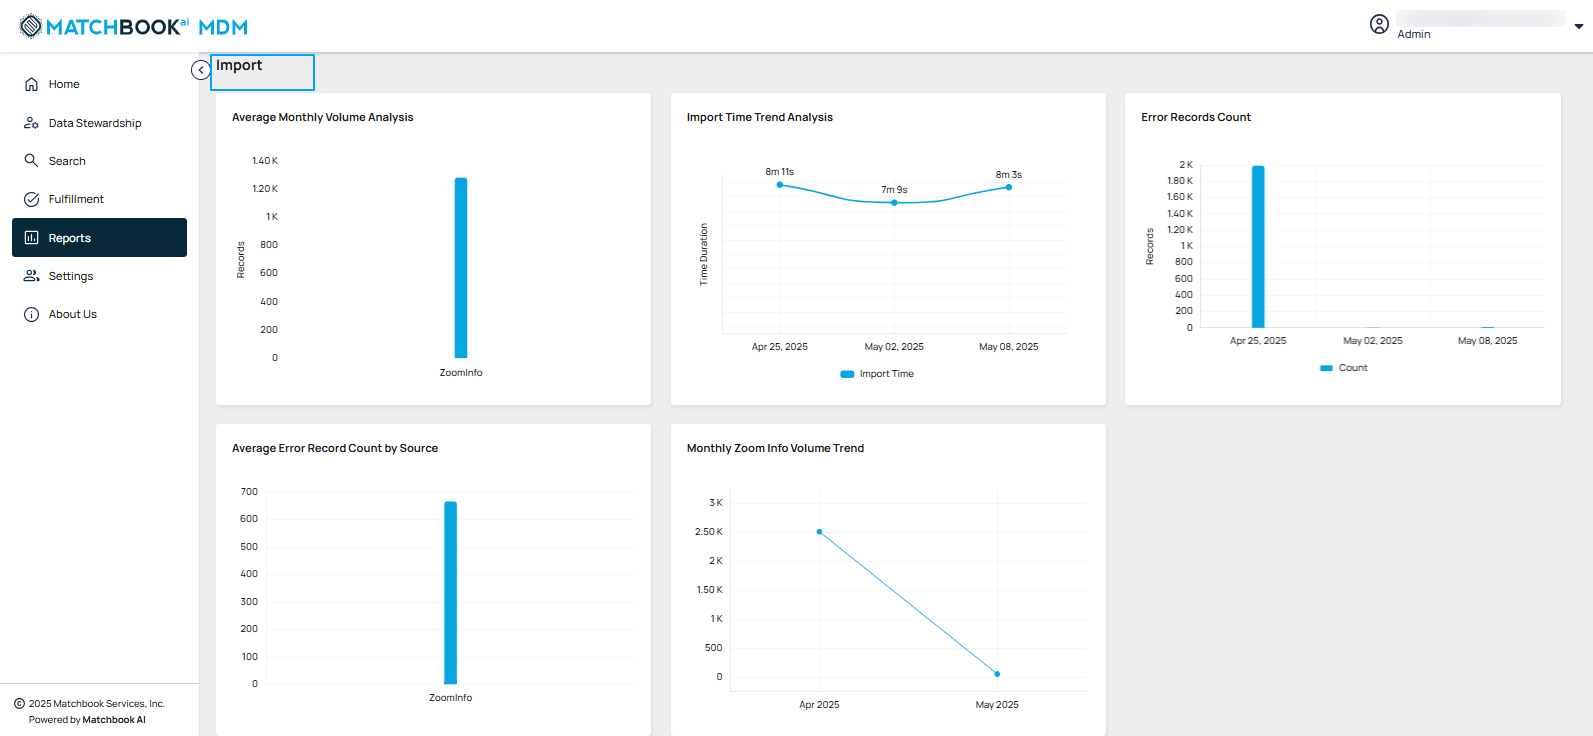 MATCHBOOKai MDM
Admin
Home
Data Stewardship
Search
Fulfillment
Reports
Settings
About Us
© 2025 Matchbook Services, Inc.
Powered by Matchbook AI
Import
Average Monthly Volume Analysis
Records
1.40 K
1.20 K
1 K
800
600
400
200
0
ZoomInfo
Import Time Trend Analysis
Time Duration
8m 11s
7m 9s
8m 3s
Apr 25, 2025
May 02, 2025
May 08, 2025
Import Time
Error Records Count
Records
2 K
1.80 K
1.60 K
1.40 K
1.20 K
1 K
800
600
400
200
0
Apr 25, 2025
May 02, 2025
May 08, 2025
Count
Average Error Record Count by Source
700
600
500
400
300
200
100
0
ZoomInfo
Monthly Zoom Info Volume Trend
3 K
2.50 K
2 K
1.50 K
1 K
500
0
Apr 2025
May 2025